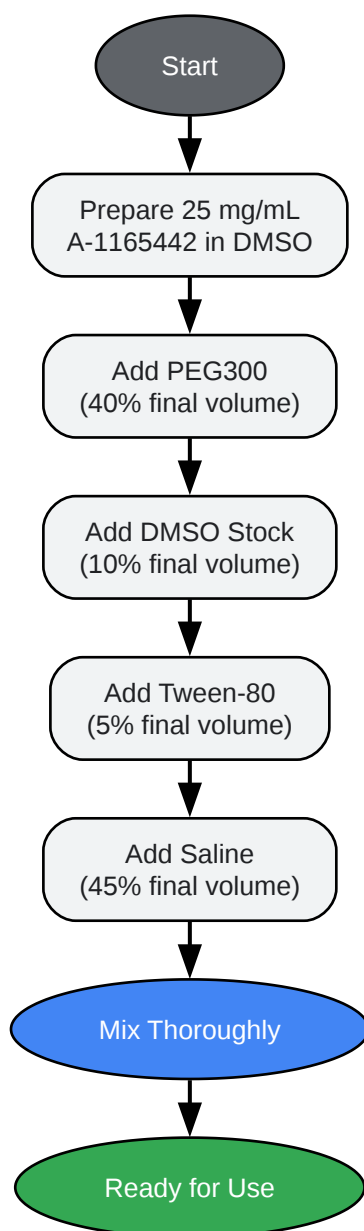 Start
Prepare 25 mg/mL
A-1165442 in DMSO
Add PEG300
(40% final volume)
Add DMSO Stock
(10% final volume)
Add Tween-80
(5% final volume)
Add Saline
(45% final volume)
Mix Thoroughly
Ready for Use